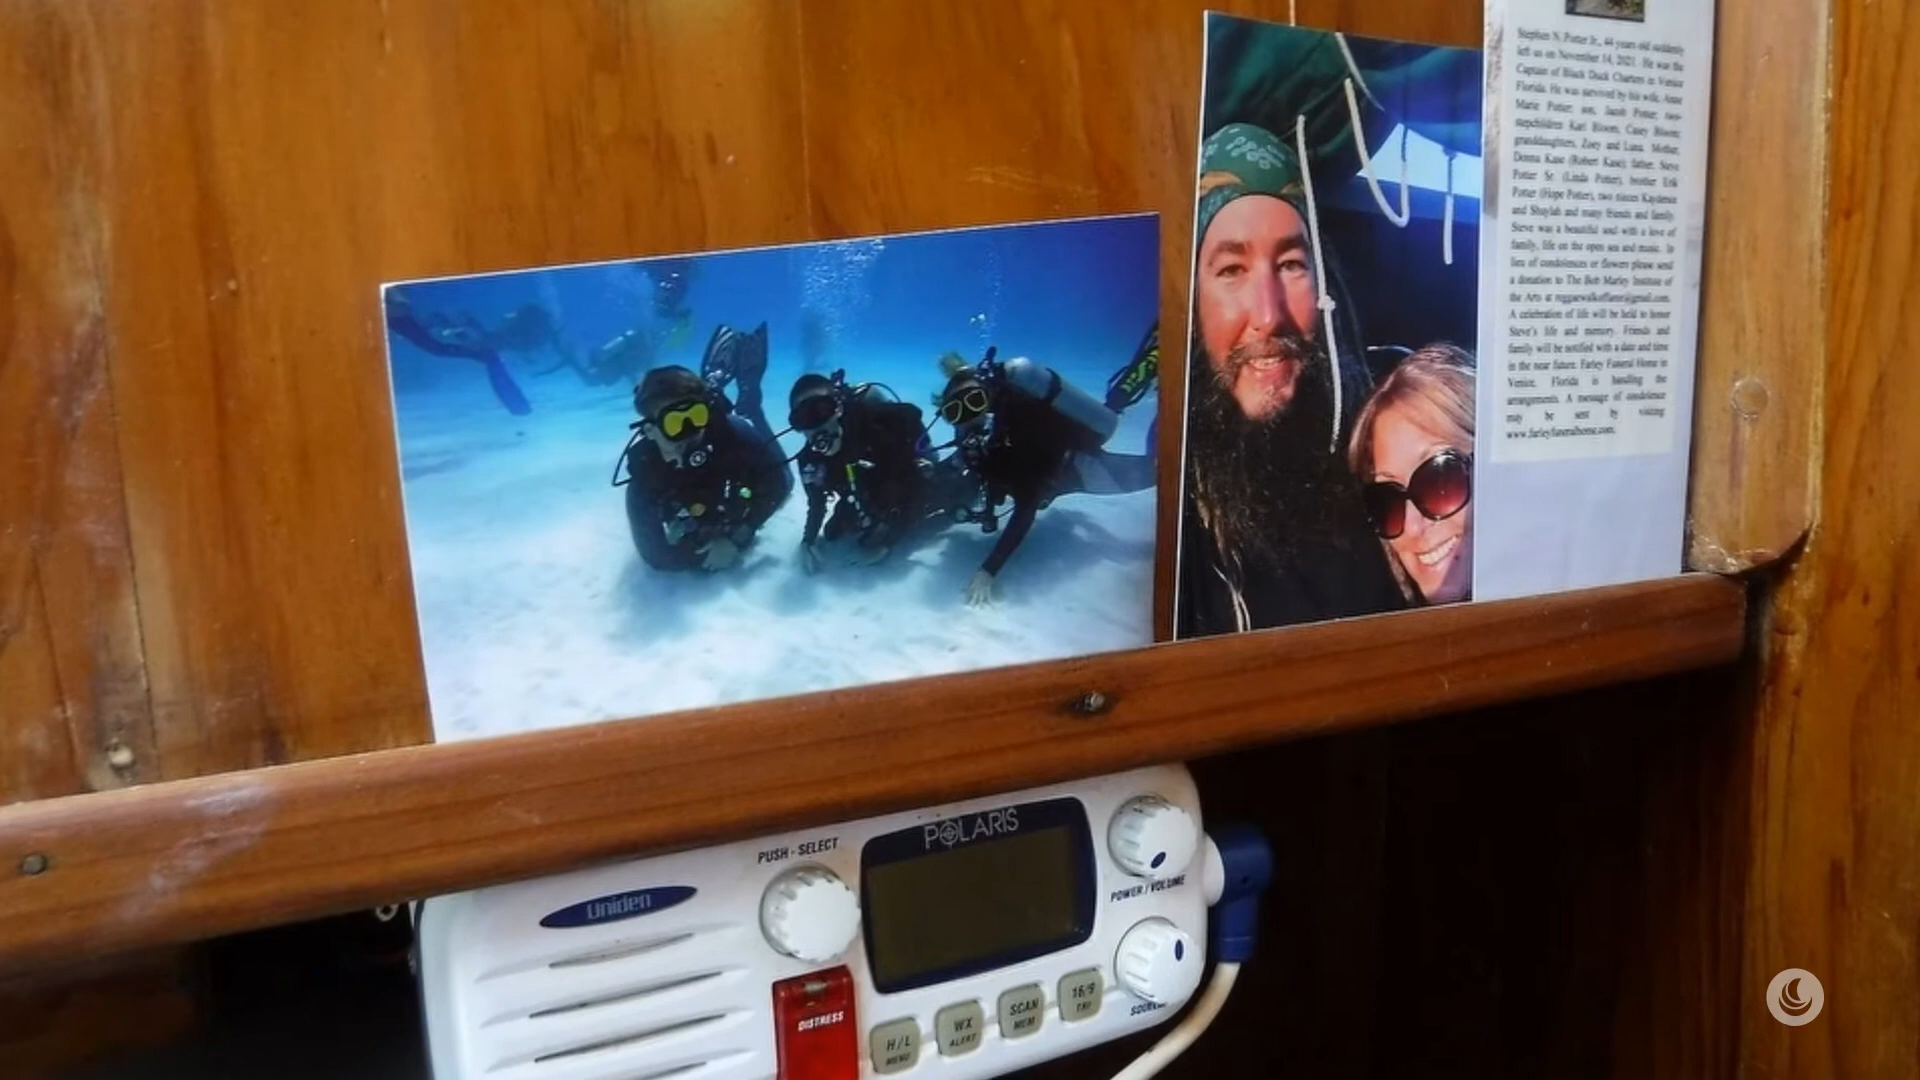 Stephen N. Potter Jr., 44 years old suddenly
left us on November 14, 2021. He was the
Captain of Black Duck Charters in Venice
Florida. He was survived by his wife, Anne
Marie Potter; son, Jacob Potter; two-
stepchildren Kari Bloom, Casey Bloom;
granddaughters, Zoey and Luna. Mother,
Donna Kase (Robert Kase); father, Steve
Potter Sr. (Linda Potter), brother Erik
Potter (Hope Potter), two nieces Kaydence
and Shaylah and many friends and family.
Steve was a beautiful soul with a love of
family, life on the open sea and music. In
lieu of condolences or flowers please send
a donation to The Bob Marley Institute of
the Arts at
A celebration of life will be held to honor
Steve's life and memory. Friends and
family will be notified with a date and time
in the near future. Farley Funeral Home in
Venice, Florida is handling the
arrangements. A message of condolence
may be sent by visiting
www.farleyfuneralhome.com.
POLARIS
PUSH - SELECT
Uniden
POWER / VOLUME
DISTRESS
H / L
MENU
WX
ALERT
SCAN
MEM
16/9
TRI